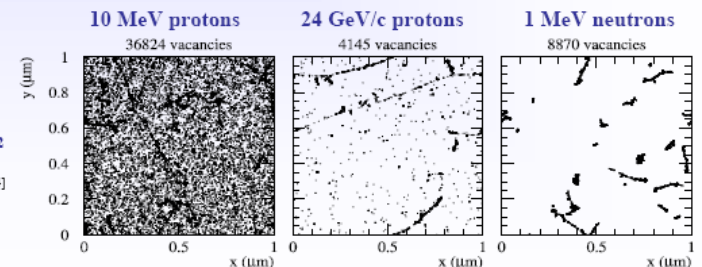 10 MeV protons 24 GeV/c protons 1 MeV neutrons
36824 vacancies 4145 vacancies 8870 vacancies
y (μm)
1
0.8
0.6
0.4
0.2
0
0 0.5 1 0 0.5 1 0 0.5 1
x (μm) x (μm) x (μm)